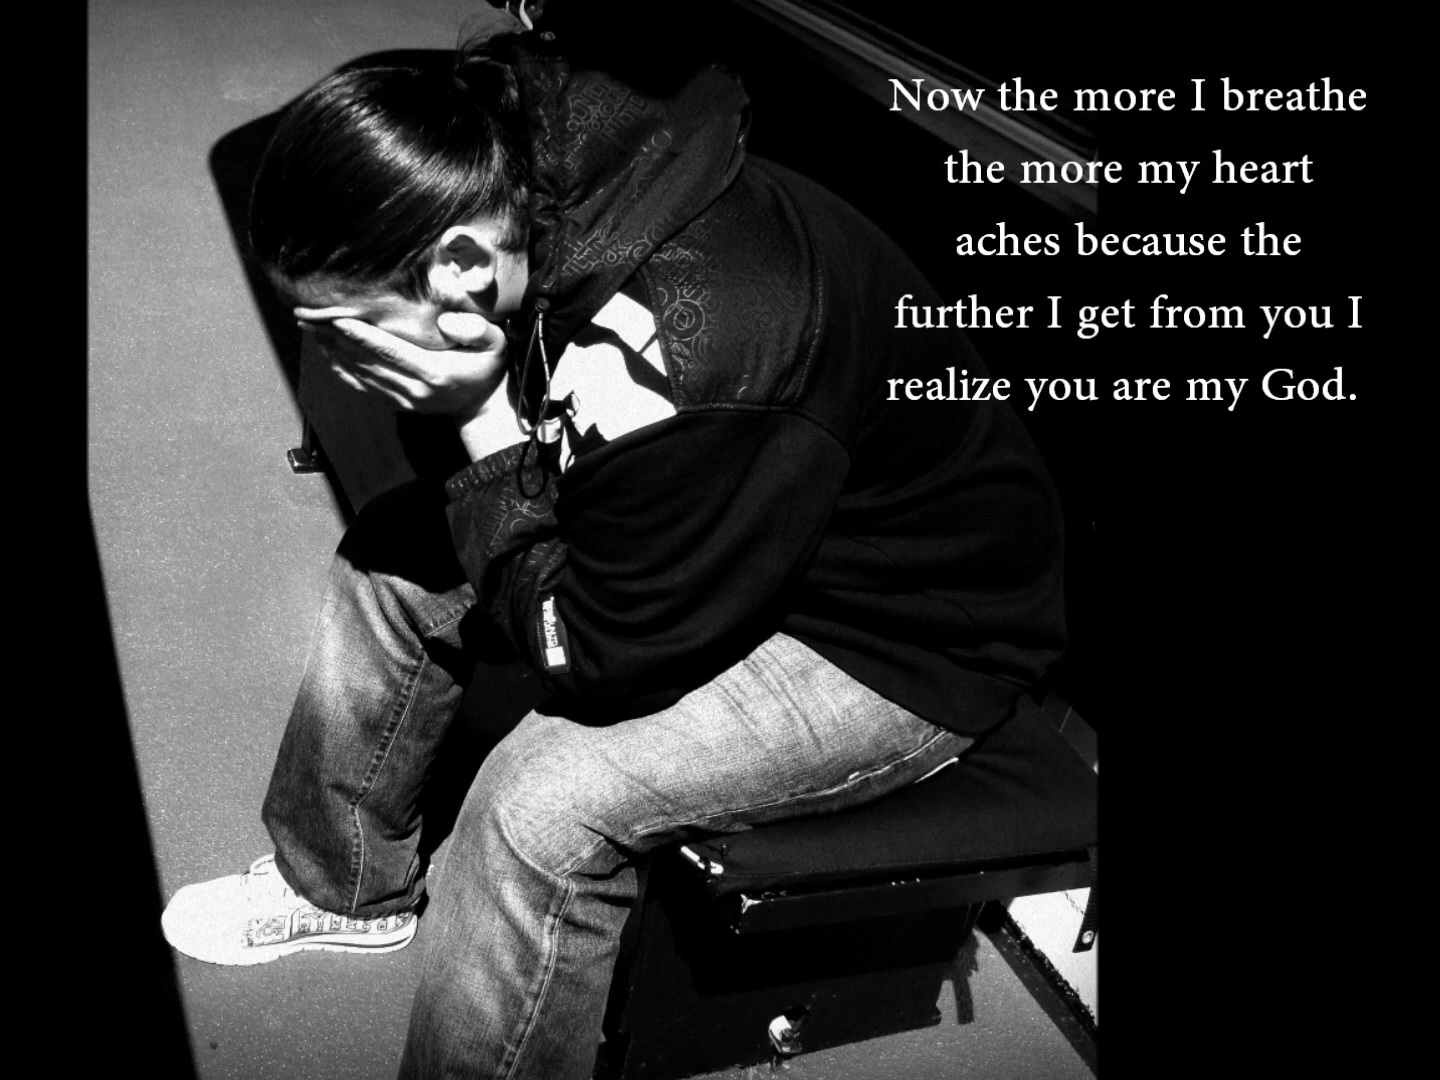 Now the more I breathe
the more my heart
aches because the
further I get from you I
realize you are my God.